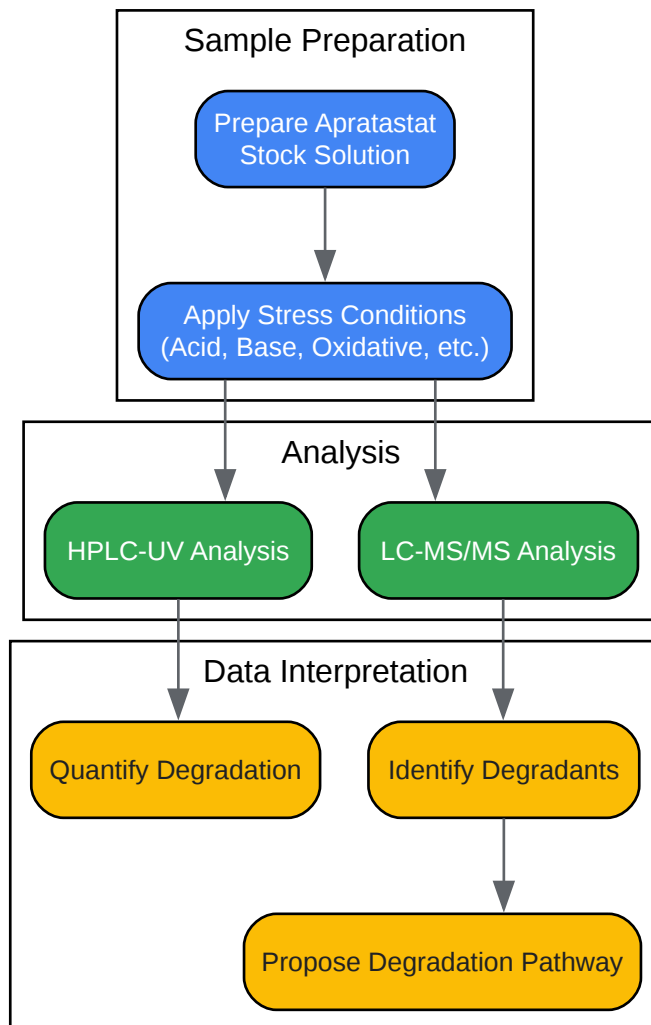 Sample Preparation
Prepare Apratastat
Stock Solution
Apply Stress Conditions
(Acid, Base, Oxidative, etc.)
Analysis
HPLC-UV Analysis
LC-MS/MS Analysis
Data Interpretation
Quantify Degradation
Identify Degradants
Propose Degradation Pathway